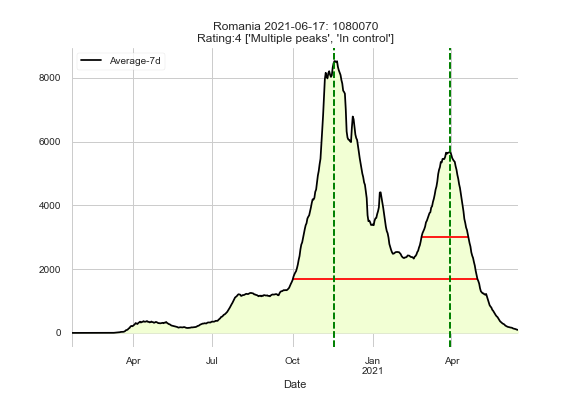 Romania 2021-06-17: 1080070
Rating:4 ['Multiple peaks', 'In control']
Average-7d
8000
6000
4000
2000
0
Apr
Jul
Oct
Jan
2021
Apr
Date